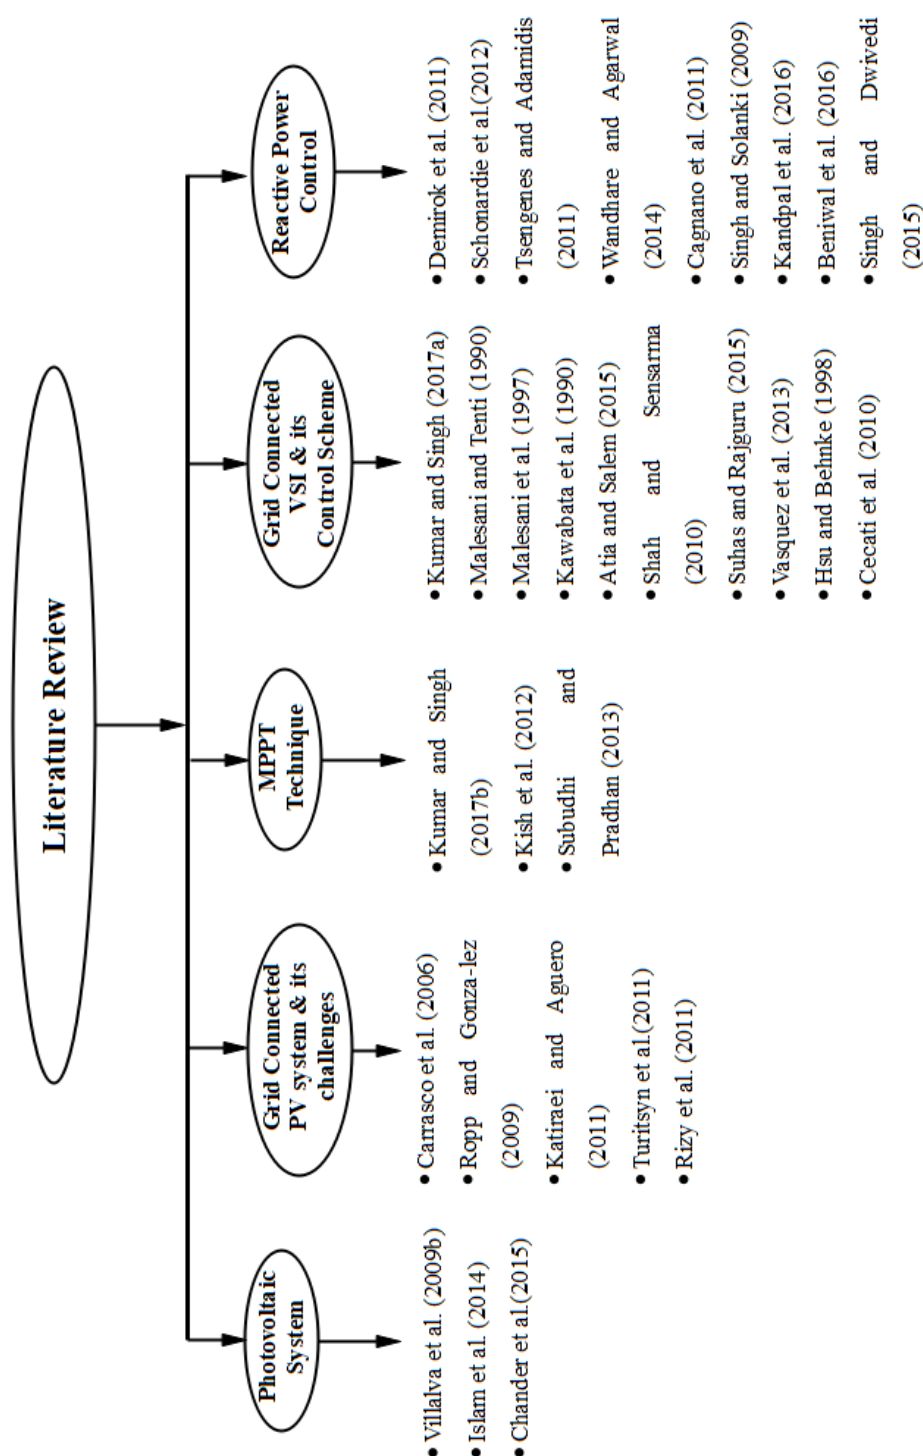 Literature Review
Photovoltaic
System
• Villalva et al. (2009b)
• Islam et al. (2014)
• Chander et al.(2015)
Grid Connected
PV system & its
challenges
• Carrasco et al. (2006)
• Ropp and Gonza-lez
(2009)
• Katiraei and Aguero
(2011)
• Turitsyn et al.(2011)
• Rizy et al. (2011)
MPPT
Technique
• Kumar and Singh
(2017b)
• Kish et al. (2012)
• Subudhi and
Pradhan (2013)
Grid Connected
VSI & its
Control Scheme
• Kumar and Singh (2017a)
• Malesani and Tenti (1990)
• Malesani et al. (1997)
• Kawabata et al. (1990)
• Atia and Salem (2015)
• Shah and Sensarma
(2010)
• Suhas and Rajguru (2015)
• Vasquez et al. (2013)
• Hsu and Behnke (1998)
• Cecati et al. (2010)
Reactive Power
Control
• Demirok et al. (2011)
• Schonardie et al.(2012)
• Tsengenes and Adamidis
(2011)
• Wandhare and Agarwal
(2014)
• Cagnano et al. (2011)
• Singh and Solanki (2009)
• Kandpal et al. (2016)
• Beniwal et al. (2016)
• Singh and Dwivedi
(2015)